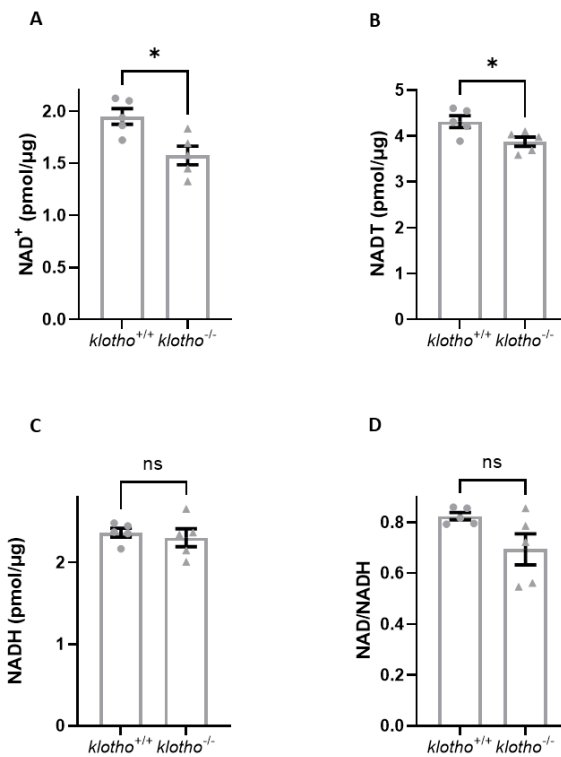 A
*
NAD⁺ (pmol/µg)
2.0
1.5
1.0
0.5
0.0
klotho⁺/⁺ klotho⁻/⁻
B
*
NADT (pmol/µg)
5
4
3
2
1
0
klotho⁺/⁺ klotho⁻/⁻
C
ns
NADH (pmol/µg)
2
1
0
klotho⁺/⁺ klotho⁻/⁻
D
ns
NAD/NADH
0.8
0.6
0.4
0.2
0.0
klotho⁺/⁺ klotho⁻/⁻